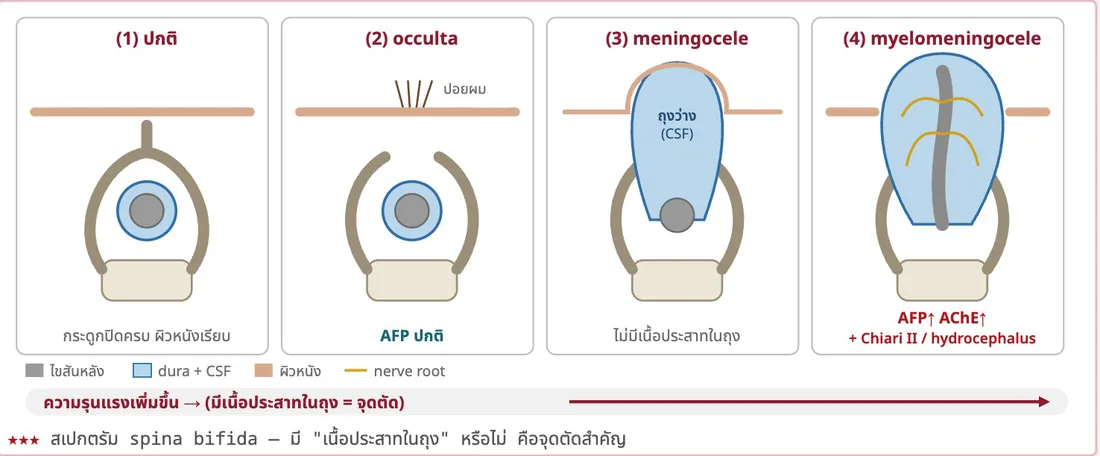 (1) ปกติ
กระดูกปิดครบ ผิวหนังเรียบ
(2) occulta
ปอยผม
AFP ปกติ
(3) meningocele
ถุงว่าง
(CSF)
ไม่มีเนื้อประสาทในถุง
(4) myelomeningocele
AFP↑ AChE↑
+ Chiari II / hydrocephalus
ไขสันหลัง dura + CSF ผิวหนัง nerve root
ความรุนแรงเพิ่มขึ้น → (มีเนื้อประสาทในถุง = จุดตัด)
★★★ สเปกตรัม spina bifida — มี "เนื้อประสาทในถุง" หรือไม่ คือจุดตัดสำคัญ